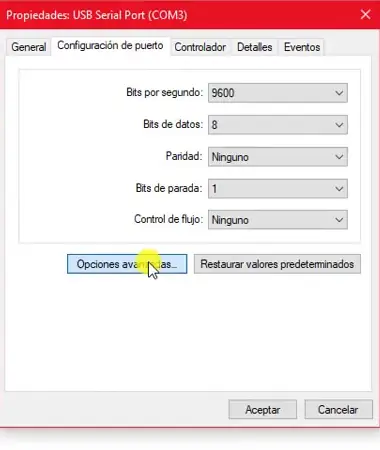 Propiedades: USB Serial Port (COM3)
General Configuración de puerto Controlador Detalles Eventos
Bits por segundo: 9600
Bits de datos: 8
Paridad: Ninguno
Bits de parada: 1
Control de flujo: Ninguno
Opciones avanzadas... Restaurar valores predeterminados
Aceptar Cancelar